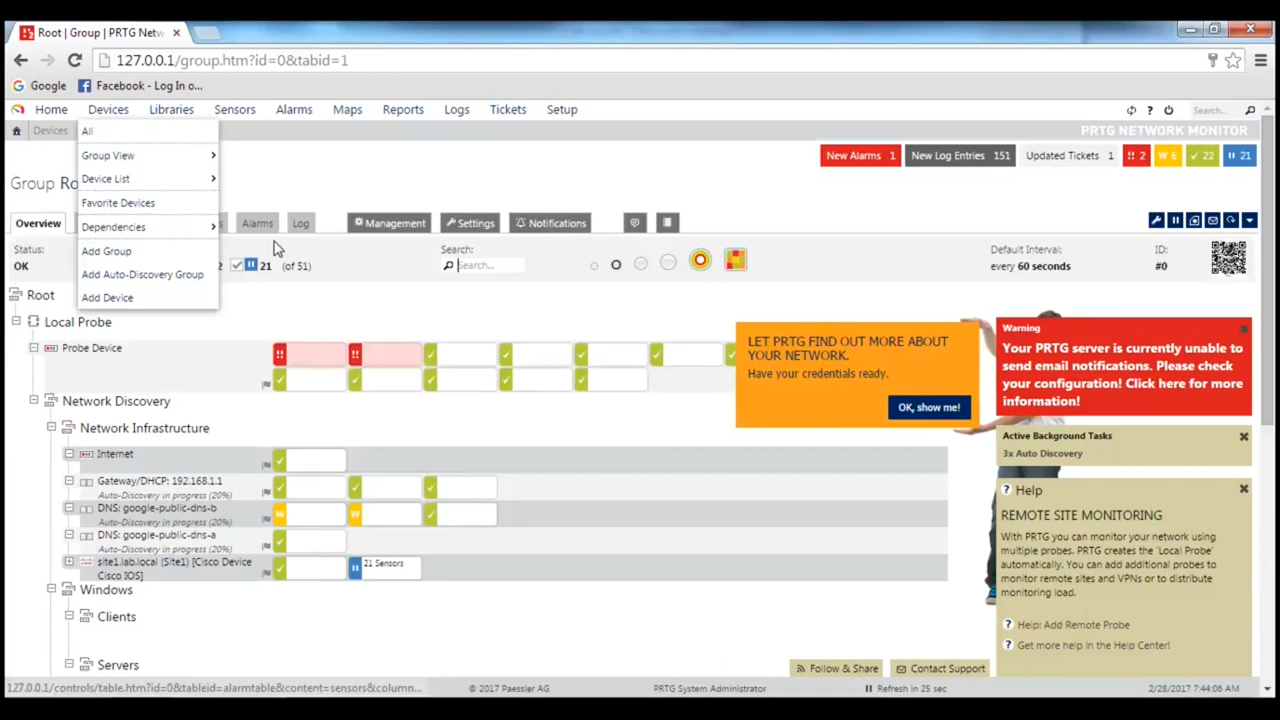 Root | Group | PRTG Netw
127.0.0.1/group.htm?id=0&tabid=1
Google Facebook - Log In o...
Home Devices Libraries Sensors Alarms Maps Reports Logs Tickets Setup Search...
Devices PRTG NETWORK MONITOR
All
Group View
Device List
Favorite Devices
Dependencies
Add Group
Add Auto-Discovery Group
Add Device
New Alarms 1 New Log Entries 151 Updated Tickets 1 !! 2 W 6 22 21
Group Ro
Overview s Alarms Log Management Settings Notifications
Status: Search: Default Interval: ID:
OK 2 21 (of 51) Search... every 60 seconds #0
Root
Local Probe
Probe Device !! !!
Network Discovery
Network Infrastructure
Internet
Gateway/DHCP: 192.168.1.1
Auto-Discovery in progress (20%)
DNS: google-public-dns-b W W
Auto-Discovery in progress (20%)
DNS: google-public-dns-a
Auto-Discovery in progress (20%)
site1.lab.local (Site1) [Cisco Device 21 Sensors
Cisco IOS]
Windows
Clients
Servers
LET PRTG FIND OUT MORE ABOUT
YOUR NETWORK.
Have your credentials ready.
OK, show me!
Warning
Your PRTG server is currently unable to
send email notifications. Please check
your configuration! Click here for more
information!
Active Background Tasks
3x Auto Discovery
? Help
REMOTE SITE MONITORING
With PRTG you can monitor your network using
multiple probes. PRTG creates the 'Local Probe'
automatically. You can add additional probes to
monitor remote sites and VPNs or to distribute
monitoring load.
? Help: Add Remote Probe
? Get more help in the Help Center!
Follow & Share Contact Support
127.0.0.1/controls/table.htm?id=0&tableid=alarmtable&content=sensors&column... © 2017 Paessler AG PRTG System Administrator Refresh in 25 sec 2/28/2017 7:44:06 AM